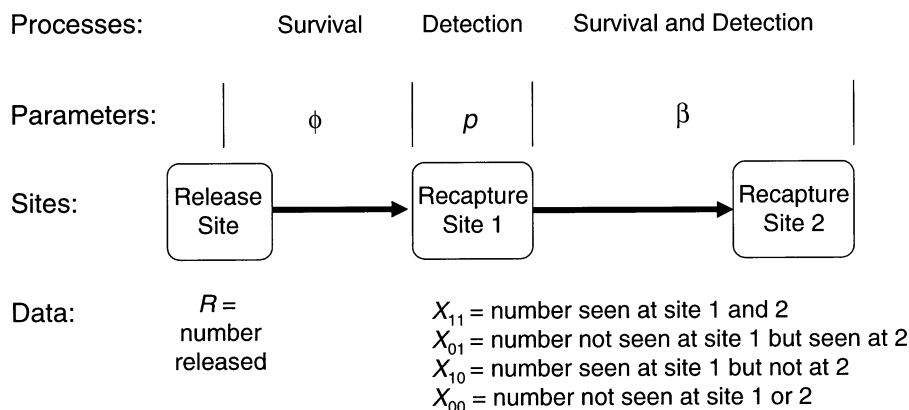 Processes: Survival Detection Survival and Detection
Parameters: ϕ p β
Sites: Release Site Recapture Site 1 Recapture Site 2
Data: R = number released
X₁₁ = number seen at site 1 and 2
X₀₁ = number not seen at site 1 but seen at 2
X₁₀ = number seen at site 1 but not at 2
X₀₀ = number not seen at site 1 or 2